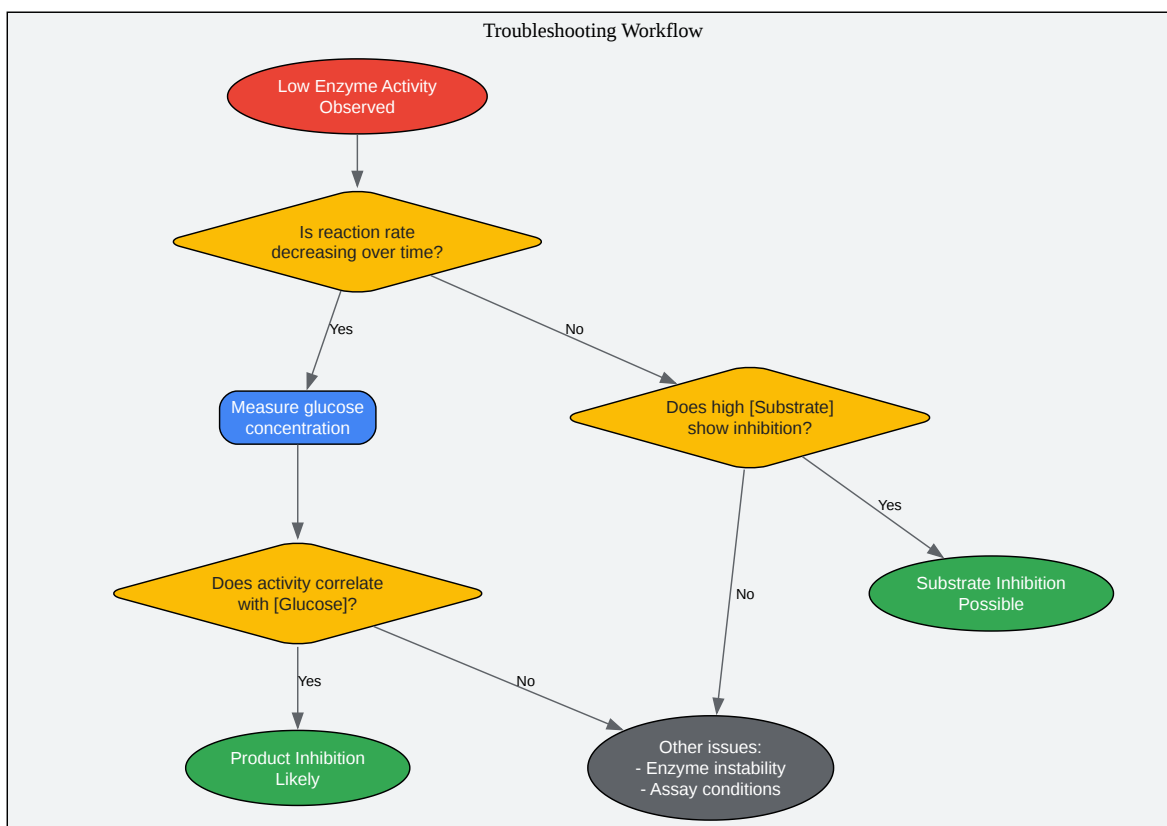 Troubleshooting Workflow
Low Enzyme Activity
Observed
Is reaction rate
decreasing over time?
Yes
No
Measure glucose
concentration
Does high [Substrate]
show inhibition?
Yes
No
Does activity correlate
with [Glucose]?
Substrate Inhibition
Possible
Yes
No
Product Inhibition
Likely
Other issues:
- Enzyme instability
- Assay conditions